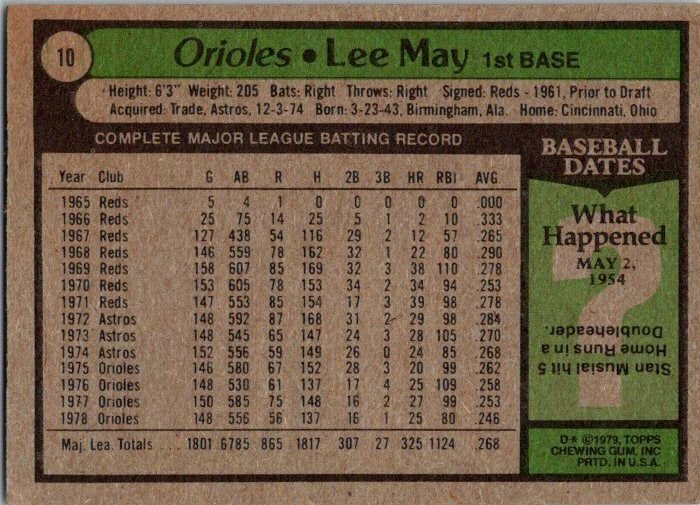 10
Orioles • Lee May 1st BASE
Height: 6'3" Weight: 205 Bats: Right Throws: Right Signed: Reds - 1961, Prior to Draft
Acquired: Trade, Astros, 12-3-74 Born: 3-23-43, Birmingham, Ala. Home: Cincinnati, Ohio
COMPLETE MAJOR LEAGUE BATTING RECORD
Year Club G AB R H 2B 3B HR RBI AVG.
1965 Reds 5 4 1 0 0 0 0 0 .000
1966 Reds 25 75 14 25 5 1 2 10 .333
1967 Reds 127 438 54 116 29 2 12 57 .265
1968 Reds 146 559 78 162 32 1 22 80 .290
1969 Reds 158 607 85 169 32 3 38 110 .278
1970 Reds 153 605 78 153 34 2 34 94 .253
1971 Reds 147 553 85 154 17 3 39 98 .278
1972 Astros 148 592 87 168 31 2 29 98 .284
1973 Astros 148 545 65 147 24 3 28 105 .270
1974 Astros 152 556 59 149 26 0 24 85 .268
1975 Orioles 146 580 67 152 28 3 20 99 .262
1976 Orioles 148 530 61 137 17 4 25 109 .258
1977 Orioles 150 585 75 148 16 2 27 99 .253
1978 Orioles 148 556 56 137 16 1 25 80 .246
Maj. Lea. Totals 1801 6785 865 1817 307 27 325 1124 .268
BASEBALL
DATES
What
Happened
MAY 2,
1954
?
Stan Musial hit 5
Home Runs in a
Doubleheader.
D✱ ©1979, TOPPS
CHEWING GUM, INC
PRTD. IN U.S.A.